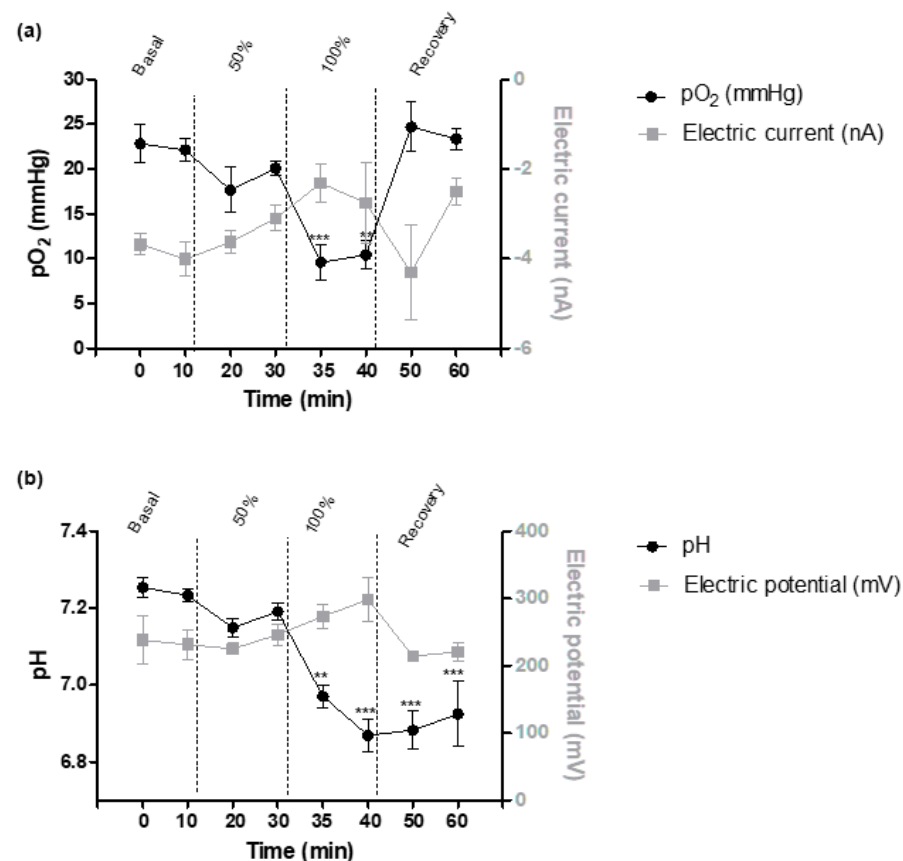 (a)
Basal
50%
100%
Recovery
30
25
20
15
10
5
0
pO2 (mmHg)
-0
-2
-4
-6
Electric current (nA)
*** **
0 10 20 30 35 40 50 60
Time (min)
pO2 (mmHg)
Electric current (nA)
(b)
Basal
50%
100%
Recovery
7.4
7.2
7.0
6.8
pH
400
300
200
100
0
Electric potential (mV)
** *** *** ***
0 10 20 30 35 40 50 60
Time (min)
pH
Electric potential (mV)